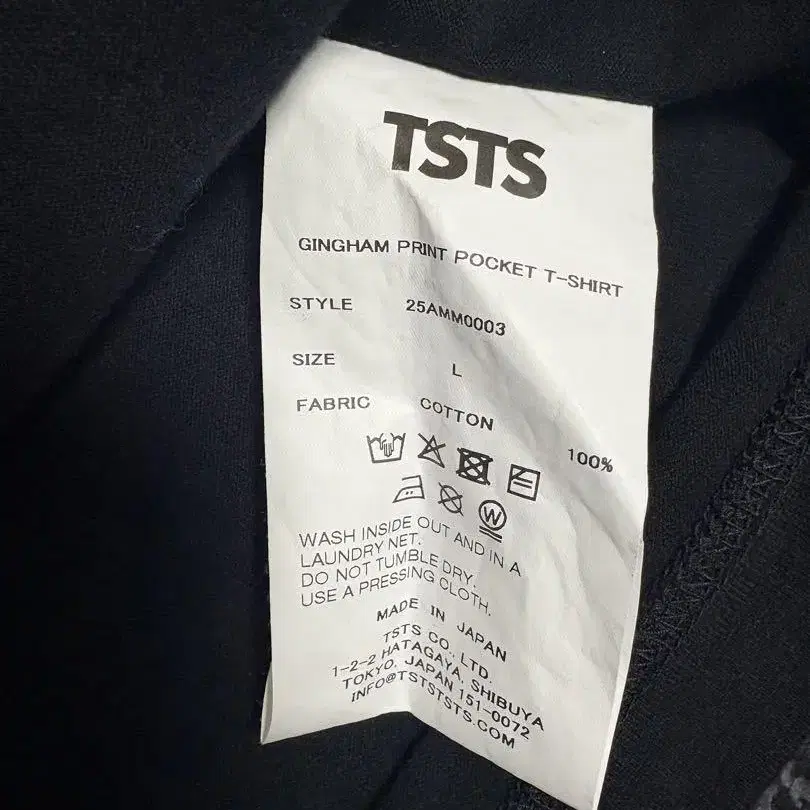 TSTS
GINGHAM PRINT POCKET T-SHIRT
STYLE 25AMM0003
SIZE L
FABRIC COTTON 100%
W
WASH INSIDE OUT AND IN A
LAUNDRY NET.
DO NOT TUMBLE DRY.
USE A PRESSING CLOTH.
MADE IN JAPAN
TSTS CO., LTD.
1-2-2 HATAGAYA, SHIBUYA
TOKYO, JAPAN 151-0072
INFO@TSTSTSTS.COM